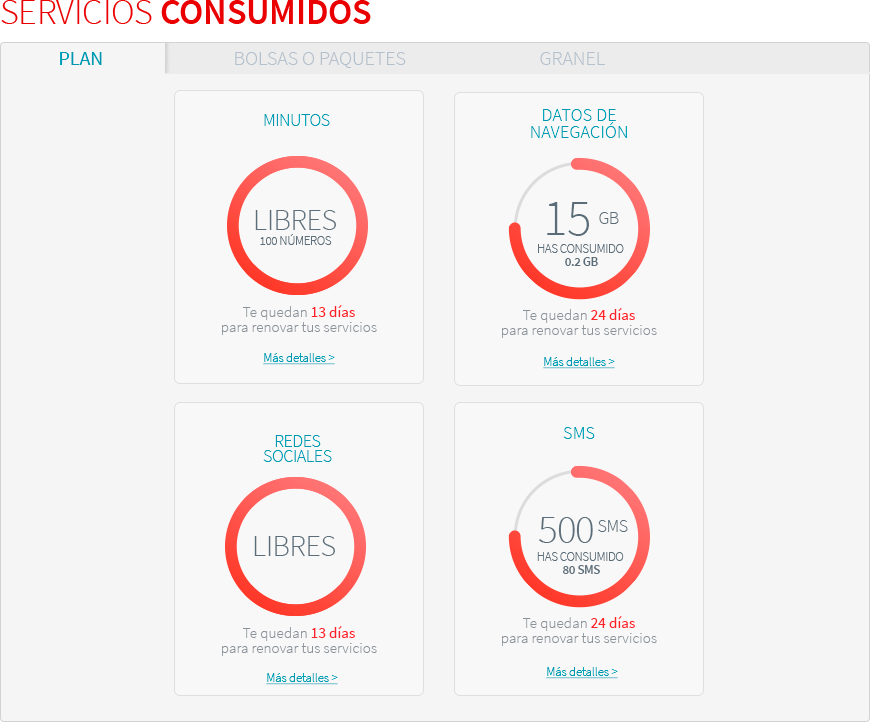 SERVICIOS CONSUMIDOS
PLAN
BOLSAS O PAQUETES
GRANEL
MINUTOS
LIBRES
100 NÚMEROS
Te quedan 13 días
para renovar tus servicios
Más detalles >
DATOS DE
NAVEGACIÓN
15 GB
HAS CONSUMIDO
0.2 GB
Te quedan 24 días
para renovar tus servicios
Más detalles >
REDES
SOCIALES
LIBRES
Te quedan 13 días
para renovar tus servicios
Más detalles >
SMS
500 SMS
HAS CONSUMIDO
80 SMS
Te quedan 24 días
para renovar tus servicios
Más detalles >